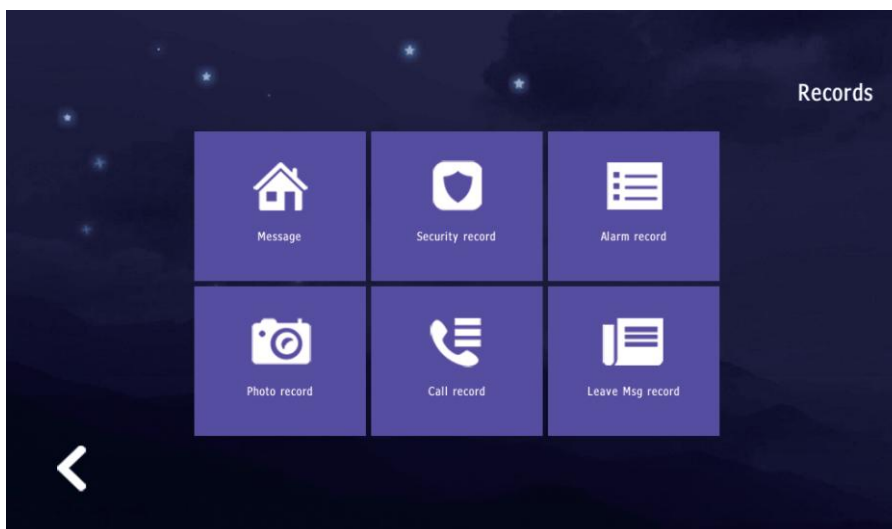 Records
Message
Security record
Alarm record
Photo record
Call record
Leave Msg record